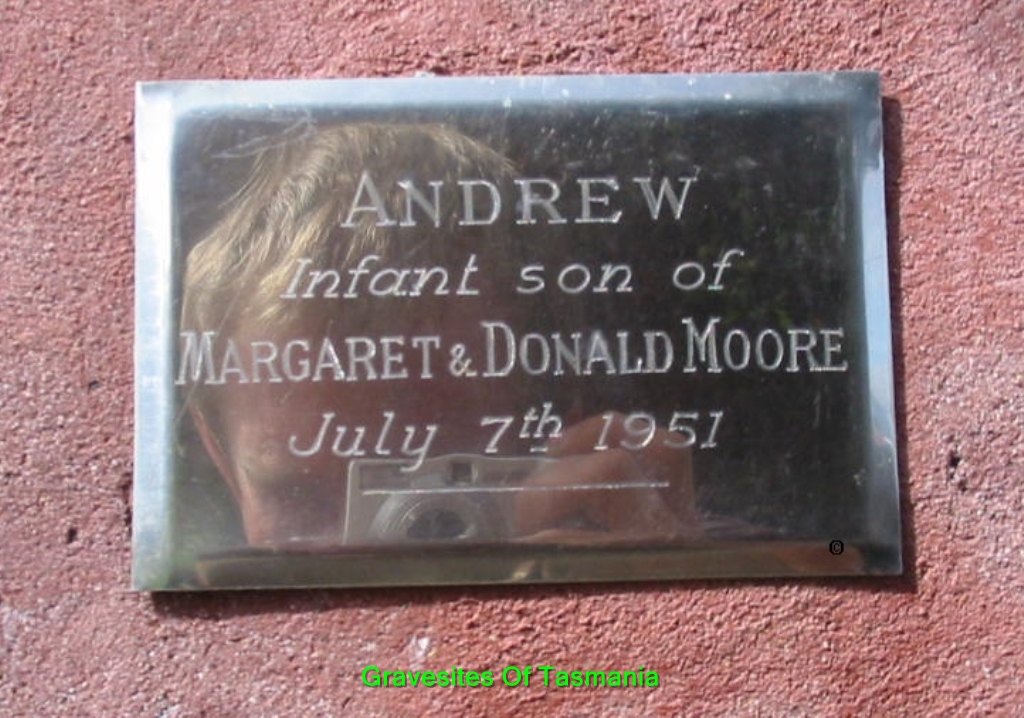 ANDREW
Infant son of
MARGARET & DONALD MOORE
July 7th 1951
©
Gravesites Of Tasmania